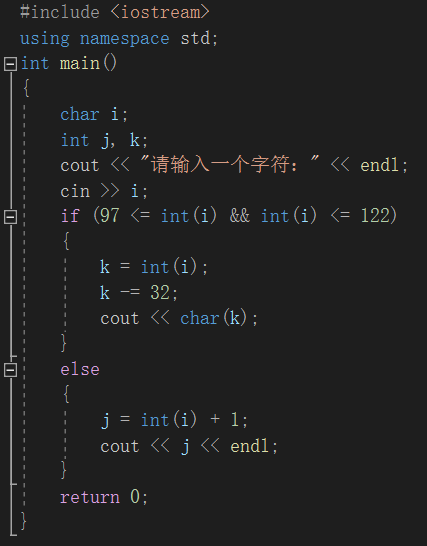 #include <iostream>
using namespace std;
int main()
{
char i;
int j, k;
cout << "请输入一个字符：" << endl;
cin >> i;
if (97 <= int(i) && int(i) <= 122)
{
k = int(i);
k -= 32;
cout << char(k);
}
else
{
j = int(i) + 1;
cout << j << endl;
}
return 0;
}